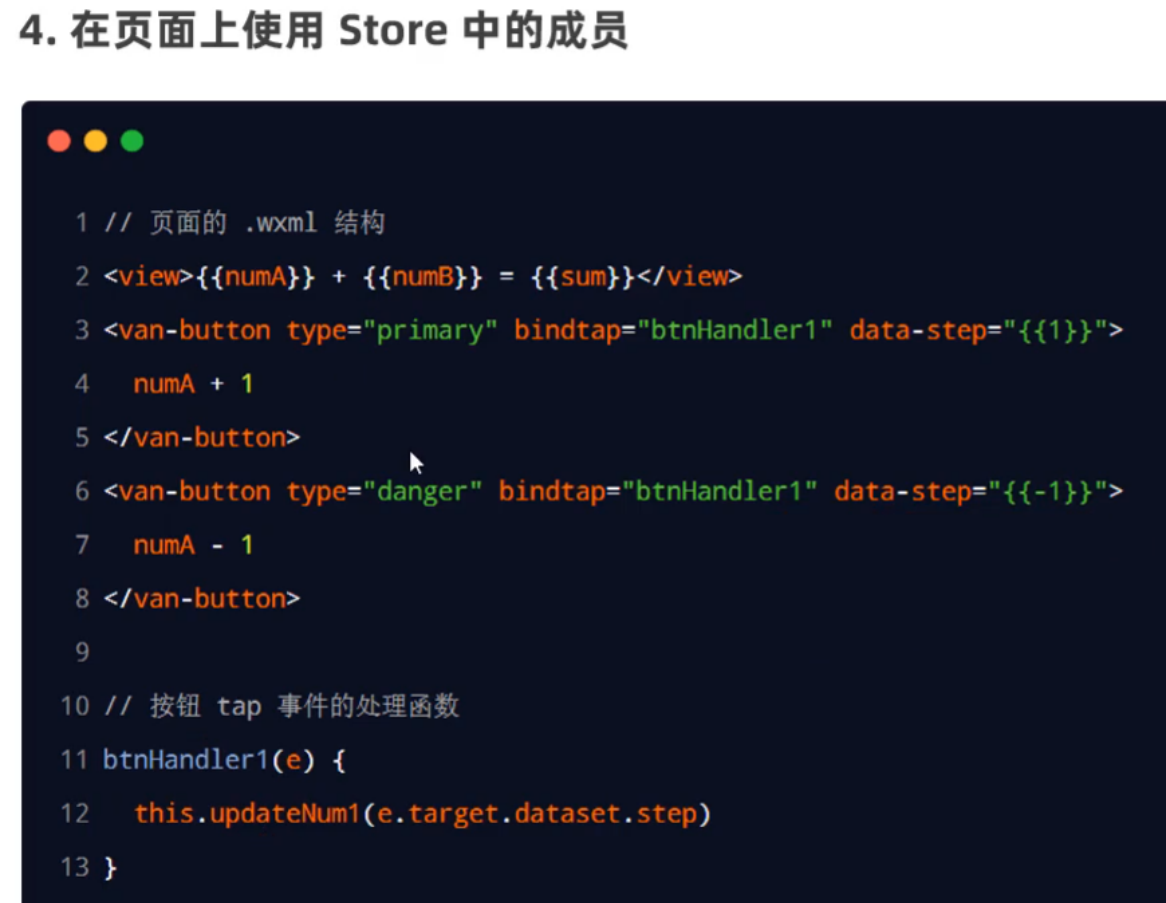 4. 在页面上使用 Store 中的成员
1 // 页面的 .wxml 结构
2 <view>{{numA}} + {{numB}} = {{sum}}</view>
3 <van-button type="primary" bindtap="btnHandler1" data-step="{{1}}">
4   numA + 1
5 </van-button>
6 <van-button type="danger" bindtap="btnHandler1" data-step="{{-1}}">
7   numA - 1
8 </van-button>
9
10 // 按钮 tap 事件的处理函数
11 btnHandler1(e) {
12   this.updateNum1(e.target.dataset.step)
13 }